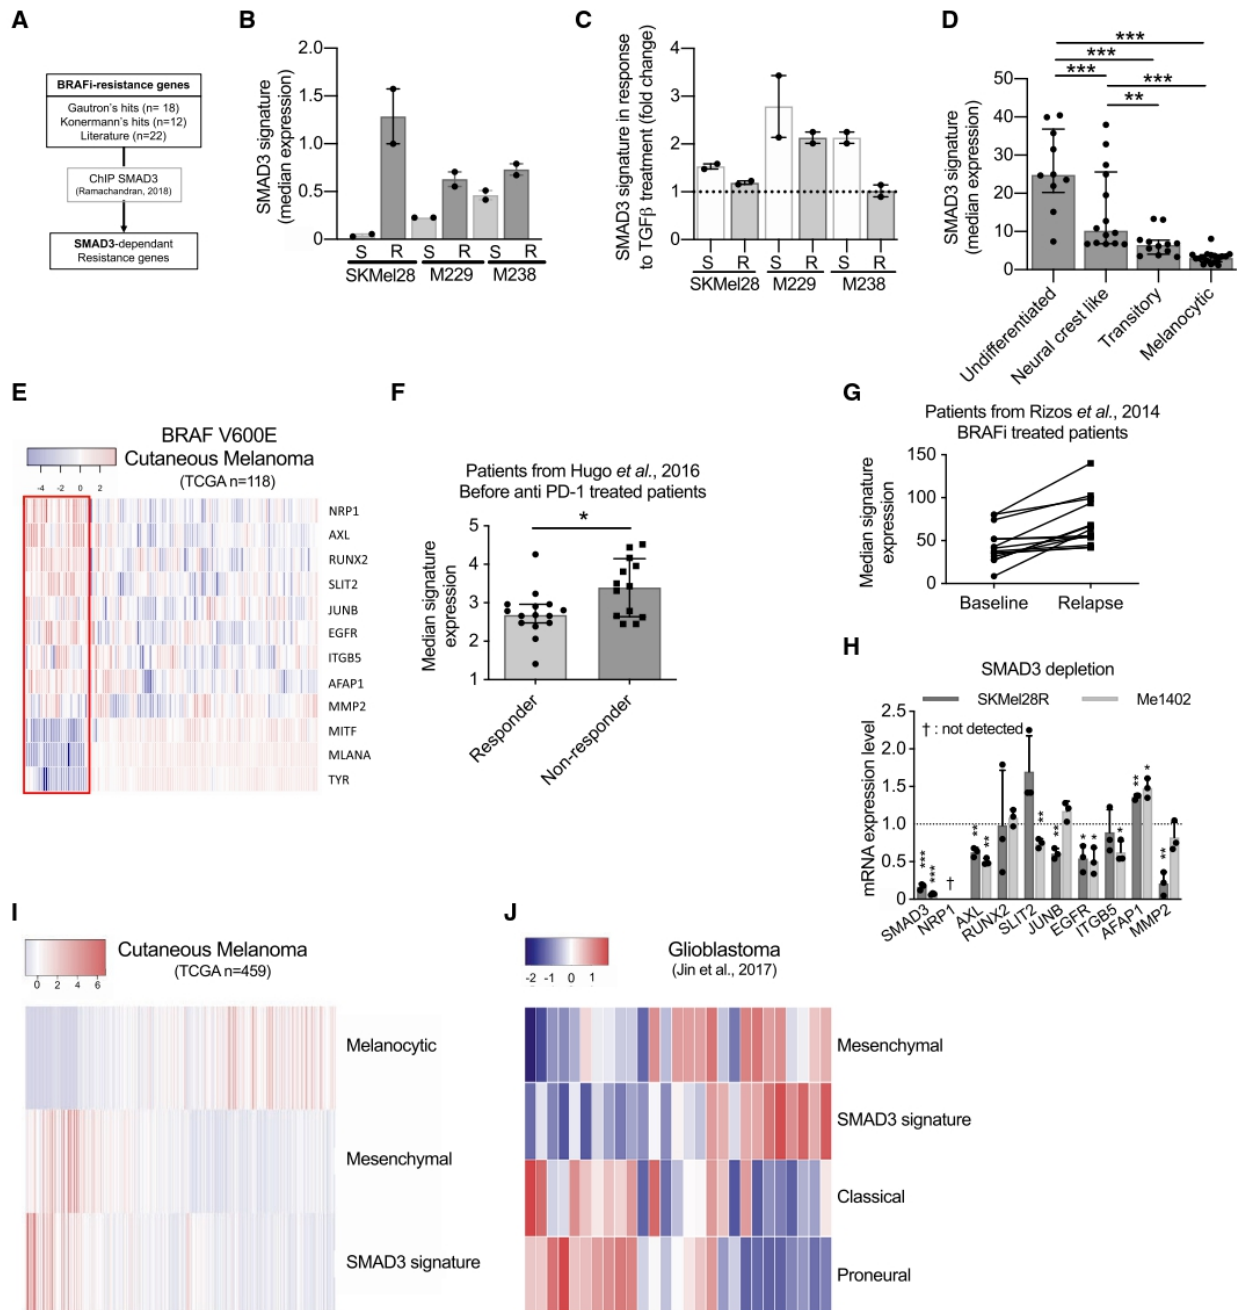 A
BRAFi-resistance genes
Gautron's hits (n= 18)
Konermann's hits (n=12)
Literature (n=22)
ChIP SMAD3
(Ramachandran, 2018)
SMAD3-dependant
Resistance genes
B
SMAD3 signature
(median expression)
2.0
1.5
1.0
0.5
0
S R S R S R
SKMel28 M229 M238
C
SMAD3 signature in response
to TGFβ treatment (fold change)
4
3
2
1
0
S R S R S R
SKMel28 M229 M238
D
SMAD3 signature
(median expression)
50
40
30
20
10
0
***
***
*** ***
**
Undifferentiated
Neural crest like
Transitory
Melanocytic
E
BRAF V600E
Cutaneous Melanoma
(TCGA n=118)
-4 -2 0 2
NRP1
AXL
RUNX2
SLIT2
JUNB
EGFR
ITGB5
AFAP1
MMP2
MITF
MLANA
TYR
F
Patients from Hugo et al., 2016
Before anti PD-1 treated patients
Median signature
expression
5
4
3
2
1
*
Responder
Non-responder
G
Patients from Rizos et al., 2014
BRAFi treated patients
Median signature
expression
150
100
50
0
Baseline Relapse
H
SMAD3 depletion
SKMel28R Me1402
† : not detected
mRNA expression level
2.5
2.0
1.5
1.0
0.5
0
*** *** † ** ** ** ** * * * ** * **
SMAD3
NRP1
AXL
RUNX2
SLIT2
JUNB
EGFR
ITGB5
AFAP1
MMP2
I
Cutaneous Melanoma
(TCGA n=459)
0 2 4 6
Melanocytic
Mesenchymal
SMAD3 signature
J
Glioblastoma
(Jin et al., 2017)
-2 -1 0 1
Mesenchymal
SMAD3 signature
Classical
Proneural